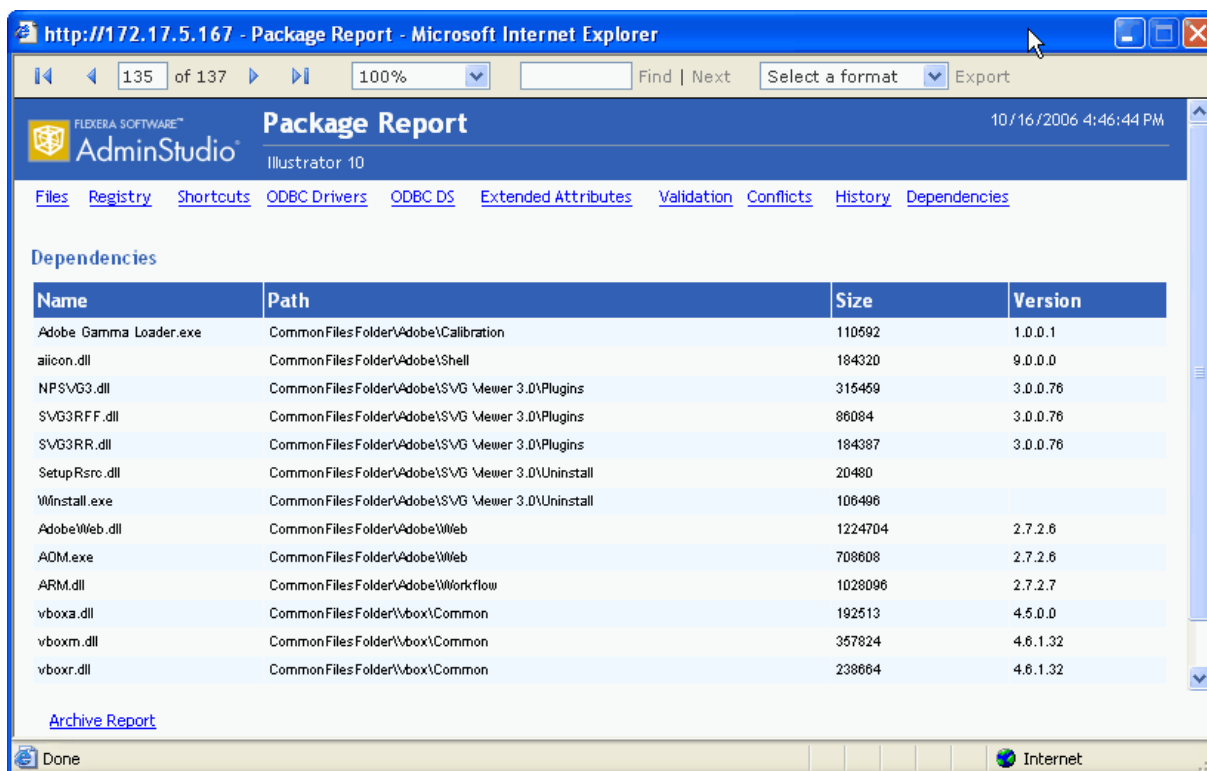 http://172.17.5.167 - Package Report - Microsoft Internet Explorer
135 of 137 100% Find | Next Select a format Export
FLEXERA SOFTWARE™
AdminStudio®
Package Report 10/16/2006 4:46:44 PM
Illustrator 10
Files Registry Shortcuts ODBC Drivers ODBC DS Extended Attributes Validation Conflicts History Dependencies
Dependencies
Name Path Size Version
Adobe Gamma Loader.exe CommonFilesFolder\Adobe\Calibration 110592 1.0.0.1
aiicon.dll CommonFilesFolder\Adobe\Shell 184320 9.0.0.0
NPSVG3.dll CommonFilesFolder\Adobe\SVG Viewer 3.0\Plugins 315459 3.0.0.76
SVG3RFF.dll CommonFilesFolder\Adobe\SVG Viewer 3.0\Plugins 86084 3.0.0.76
SVG3RR.dll CommonFilesFolder\Adobe\SVG Viewer 3.0\Plugins 184387 3.0.0.76
SetupRsrc.dll CommonFilesFolder\Adobe\SVG Viewer 3.0\Uninstall 20480
Winstall.exe CommonFilesFolder\Adobe\SVG Viewer 3.0\Uninstall 106496
AdobeWeb.dll CommonFilesFolder\Adobe\Web 1224704 2.7.2.6
AOM.exe CommonFilesFolder\Adobe\Web 708608 2.7.2.6
ARM.dll CommonFilesFolder\Adobe\Workflow 1028096 2.7.2.7
vboxa.dll CommonFilesFolder\Vbox\Common 192513 4.5.0.0
vboxm.dll CommonFilesFolder\Vbox\Common 357824 4.6.1.32
vboxr.dll CommonFilesFolder\Vbox\Common 238664 4.6.1.32
Archive Report
Done Internet